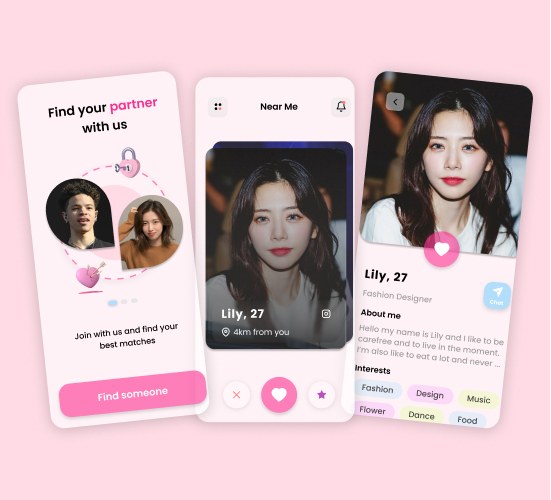 Find your partner
with us
Join with us and find your
best matches
Find someone
Near Me
Lily, 27
4km from you
Lily, 27
Fashion Designer
Chat
About me
Hello my name is Lily and I like to be
carefree and to live in the moment.
I'm also like to eat a lot and never ...
Interests
Fashion
Design
Music
Flower
Dance
Food